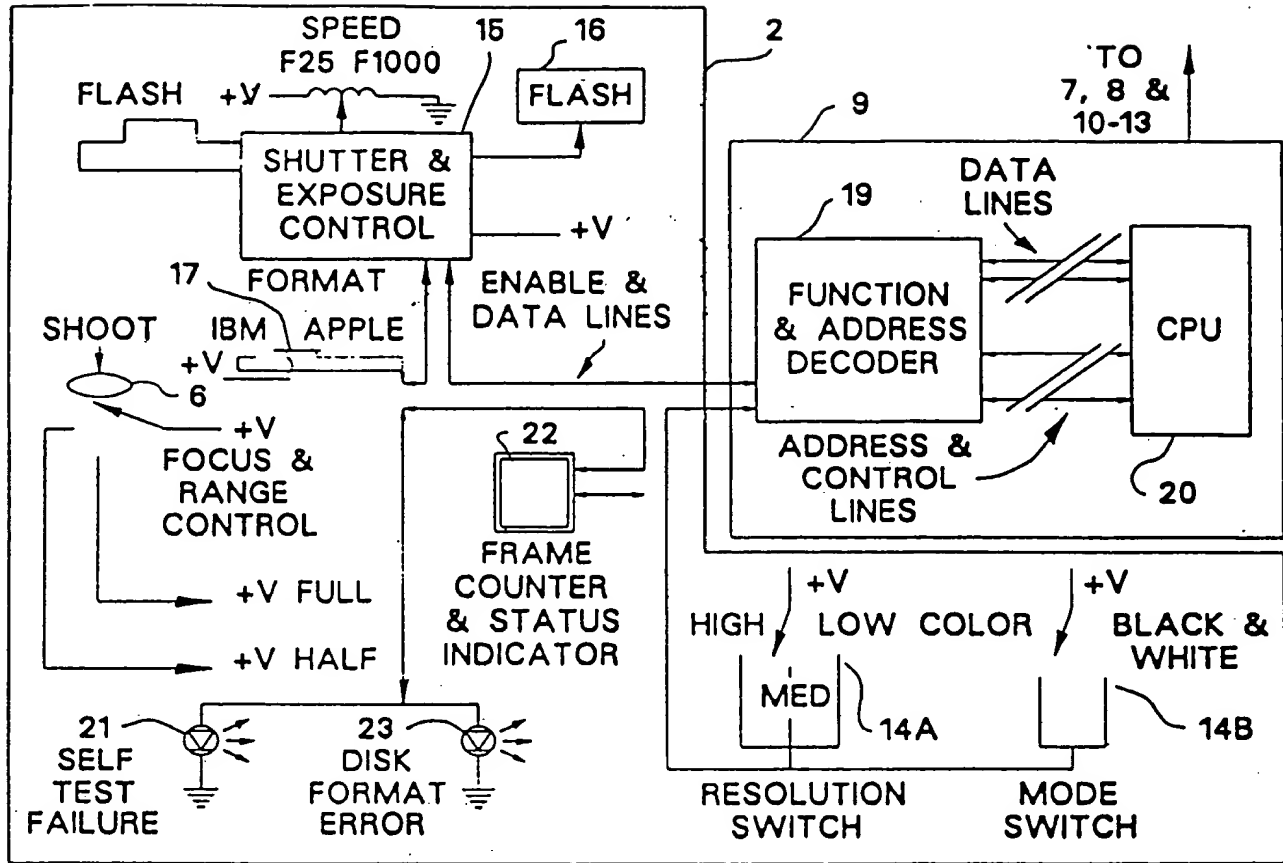 SPEED
F25 F1000
15
16
2
FLASH
+V
FLASH
SHUTTER &
EXPOSURE
CONTROL
+V
TO
7, 8 &
10-13
9
DATA
LINES
19
FUNCTION
& ADDRESS
DECODER
CPU
ADDRESS &
CONTROL
LINES
20
17
FORMAT
IBM APPLE
+V
ENABLE &
DATA LINES
SHOOT
6
+V
FOCUS &
RANGE
CONTROL
22
FRAME
COUNTER
& STATUS
INDICATOR
+V FULL
+V HALF
21
SELF
TEST
FAILURE
23
DISK
FORMAT
ERROR
+V
HIGH
LOW
MED
14A
RESOLUTION
SWITCH
+V
COLOR
BLACK &
WHITE
14B
MODE
SWITCH